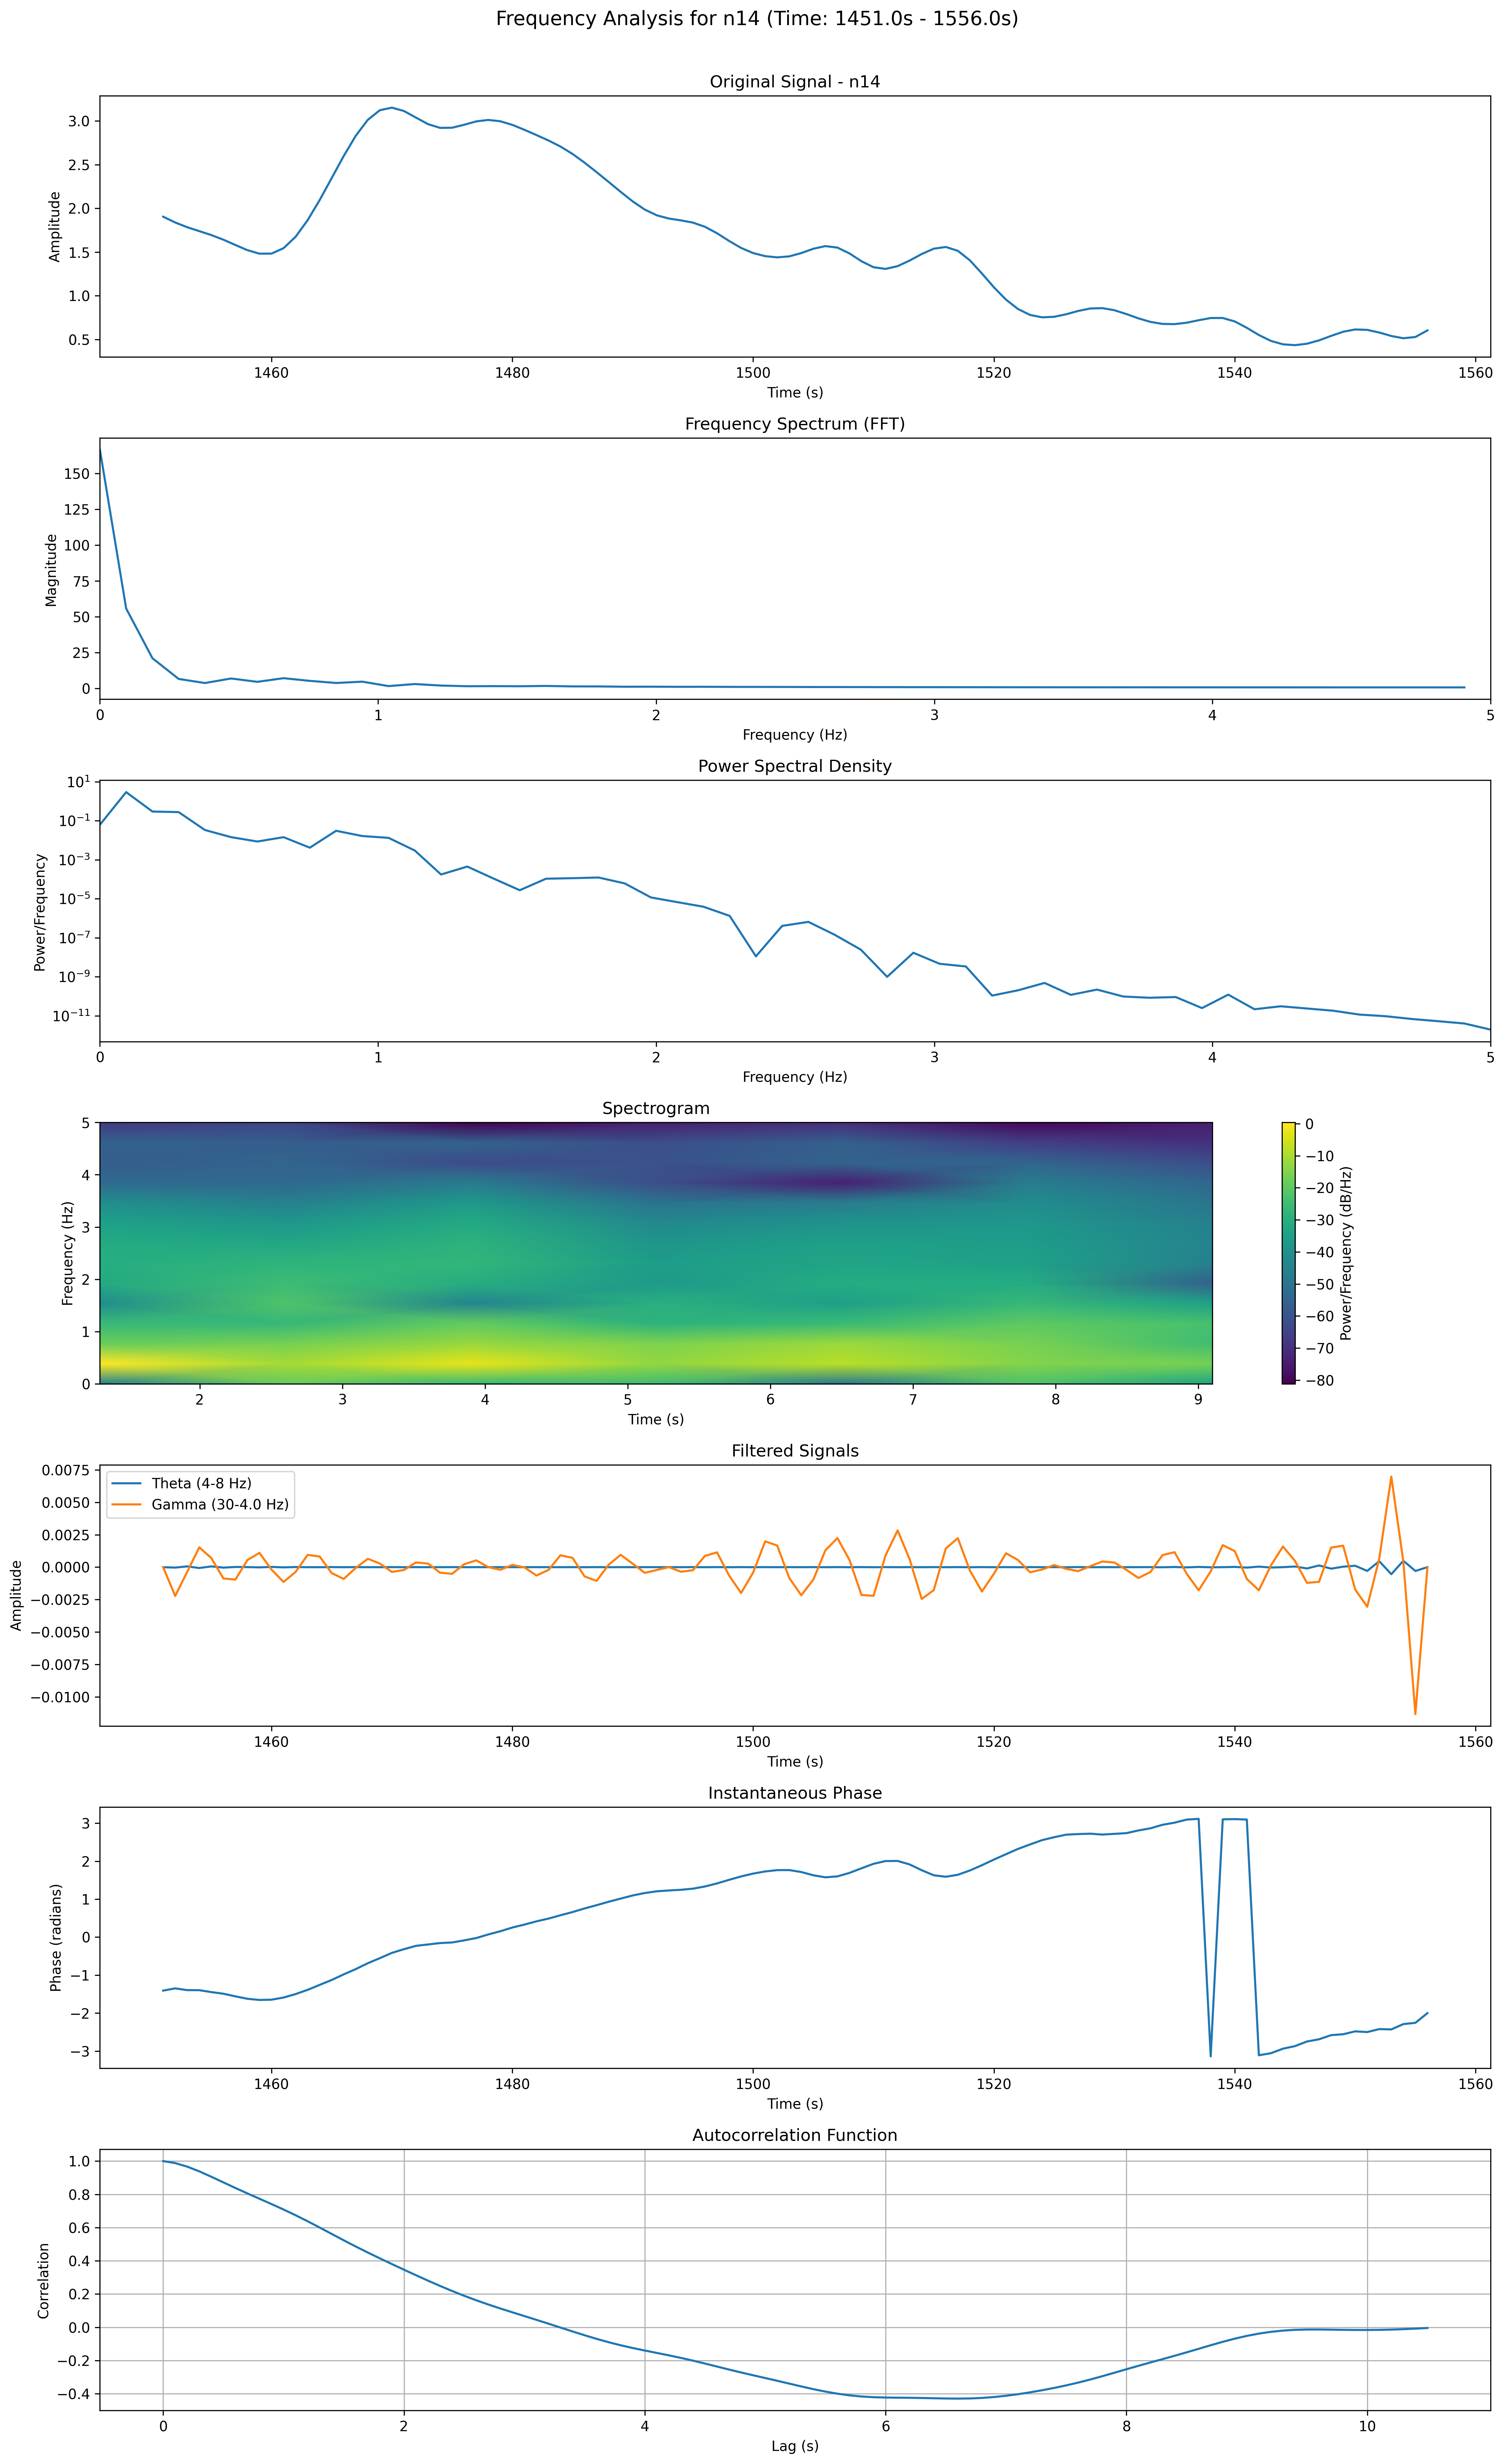 Frequency Analysis for n14 (Time: 1451.0s - 1556.0s)
Original Signal - n14
3.0
2.5
2.0
1.5
1.0
0.5
Amplitude
1460 1480 1500 1520 1540 1560
Time (s)
Frequency Spectrum (FFT)
150
125
100
75
50
25
0
Magnitude
0 1 2 3 4 5
Frequency (Hz)
Power Spectral Density
10^1
10^−1
10^−3
10^−5
10^−7
10^−9
10^−11
Power/Frequency
0 1 2 3 4 5
Frequency (Hz)
Spectrogram
5
4
3
2
1
0
Frequency (Hz)
2 3 4 5 6 7 8 9
Time (s)
0
−10
−20
−30
−40
−50
−60
−70
−80
Power/Frequency (dB/Hz)
Filtered Signals
Theta (4-8 Hz)
Gamma (30-4.0 Hz)
0.0075
0.0050
0.0025
0.0000
−0.0025
−0.0050
−0.0075
−0.0100
Amplitude
1460 1480 1500 1520 1540 1560
Time (s)
Instantaneous Phase
3
2
1
0
−1
−2
−3
Phase (radians)
1460 1480 1500 1520 1540 1560
Time (s)
Autocorrelation Function
1.0
0.8
0.6
0.4
0.2
0.0
−0.2
−0.4
Correlation
0 2 4 6 8 10
Lag (s)